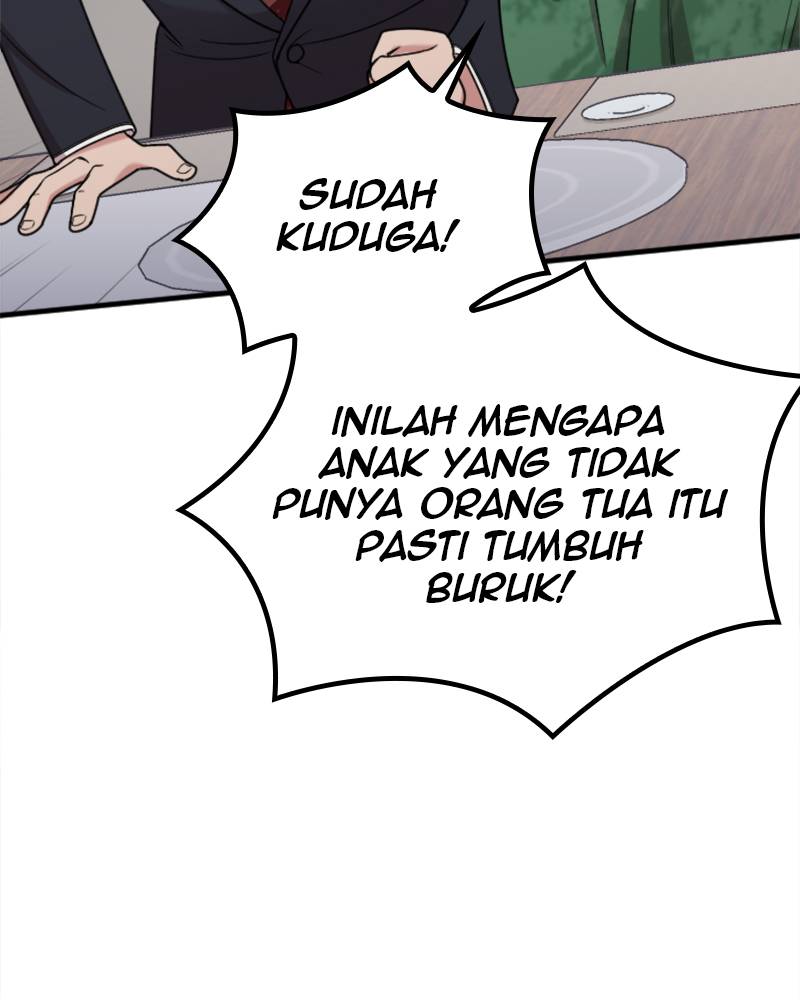 SUDAH
KUDUGA!
INILAH MENGAPA
ANAK YANG TIDAK
PUNYA ORANG TUA ITU
PASTI TUMBUH
BURUK!